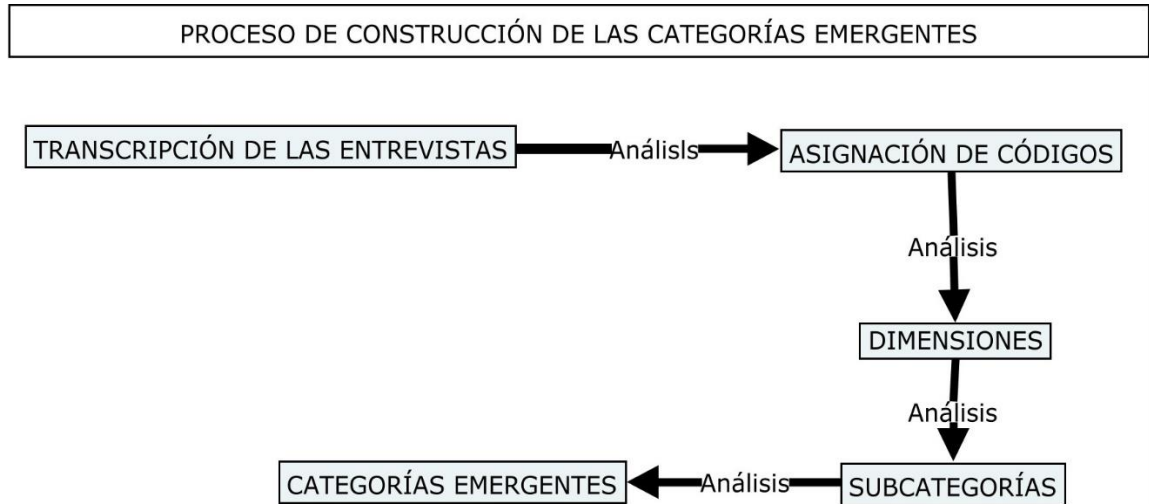 PROCESO DE CONSTRUCCIÓN DE LAS CATEGORÍAS EMERGENTES
TRANSCRIPCIÓN DE LAS ENTREVISTAS
Análisls
ASIGNACIÓN DE CÓDIGOS
Análisis
DIMENSIONES
Análisis
SUBCATEGORÍAS
Análisis
CATEGORÍAS EMERGENTES